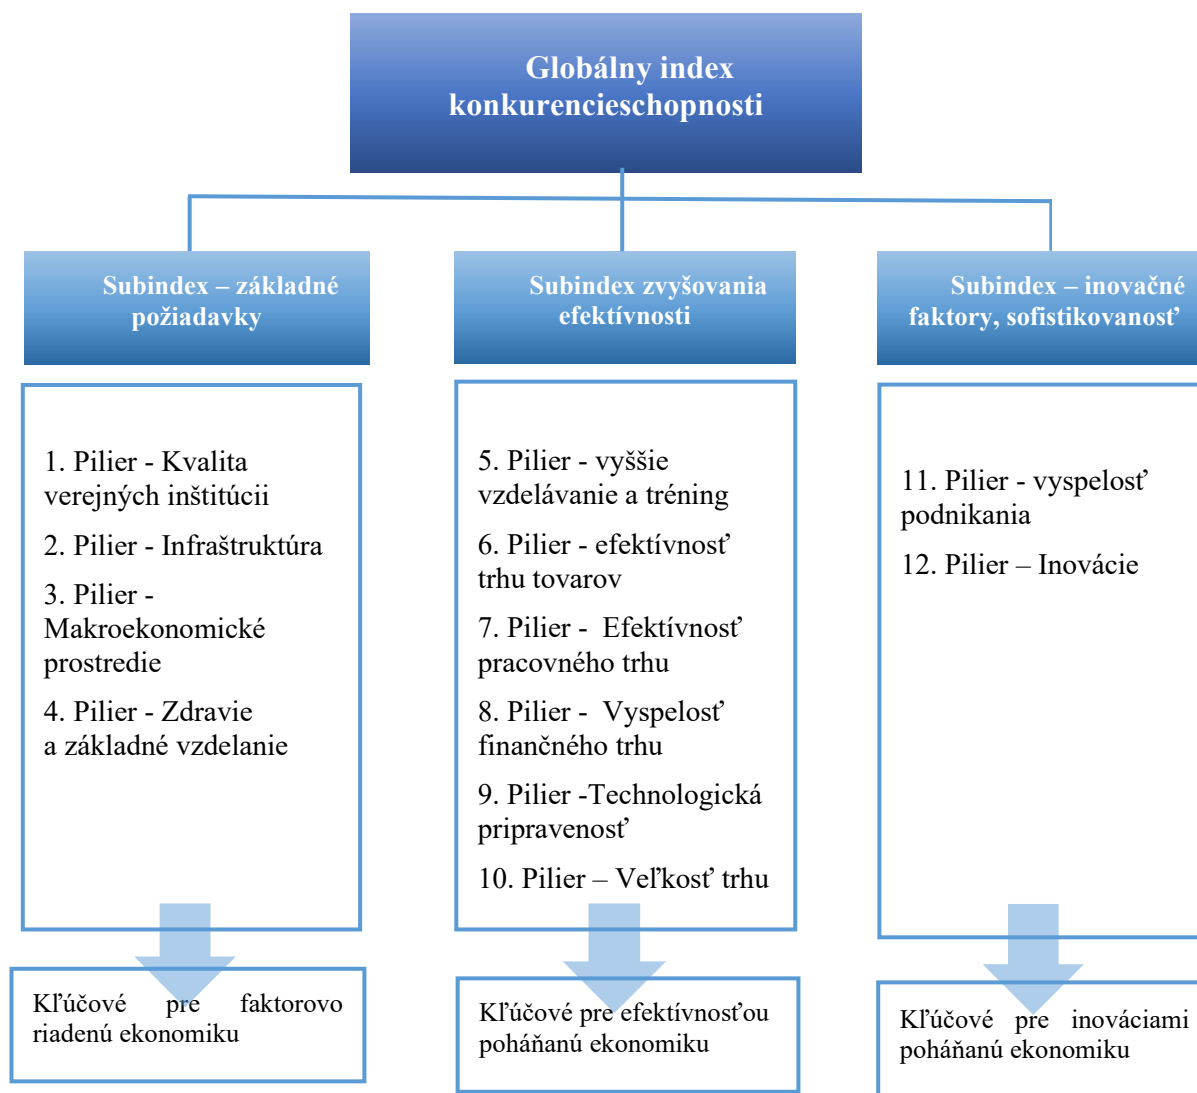 Globálny index
konkurencieschopnosti
Subindex – základné
požiadavky
Subindex zvyšovania
efektívnosti
Subindex – inovačné
faktory, sofistikovanosť
1. Pilier - Kvalita
verejných inštitúcii
2. Pilier - Infraštruktúra
3. Pilier -
Makroekonomické
prostredie
4. Pilier - Zdravie
a základné vzdelanie
5. Pilier - vyššie
vzdelávanie a tréning
6. Pilier - efektívnosť
trhu tovarov
7. Pilier - Efektívnosť
pracovného trhu
8. Pilier - Vyspelosť
finančného trhu
9. Pilier -Technologická
pripravenosť
10. Pilier – Veľkosť trhu
11. Pilier - vyspelosť
podnikania
12. Pilier – Inovácie
Kľúčové pre faktorovo
riadenú ekonomiku
Kľúčové pre efektívnosťou
poháňanú ekonomiku
Kľúčové pre inováciami
poháňanú ekonomiku